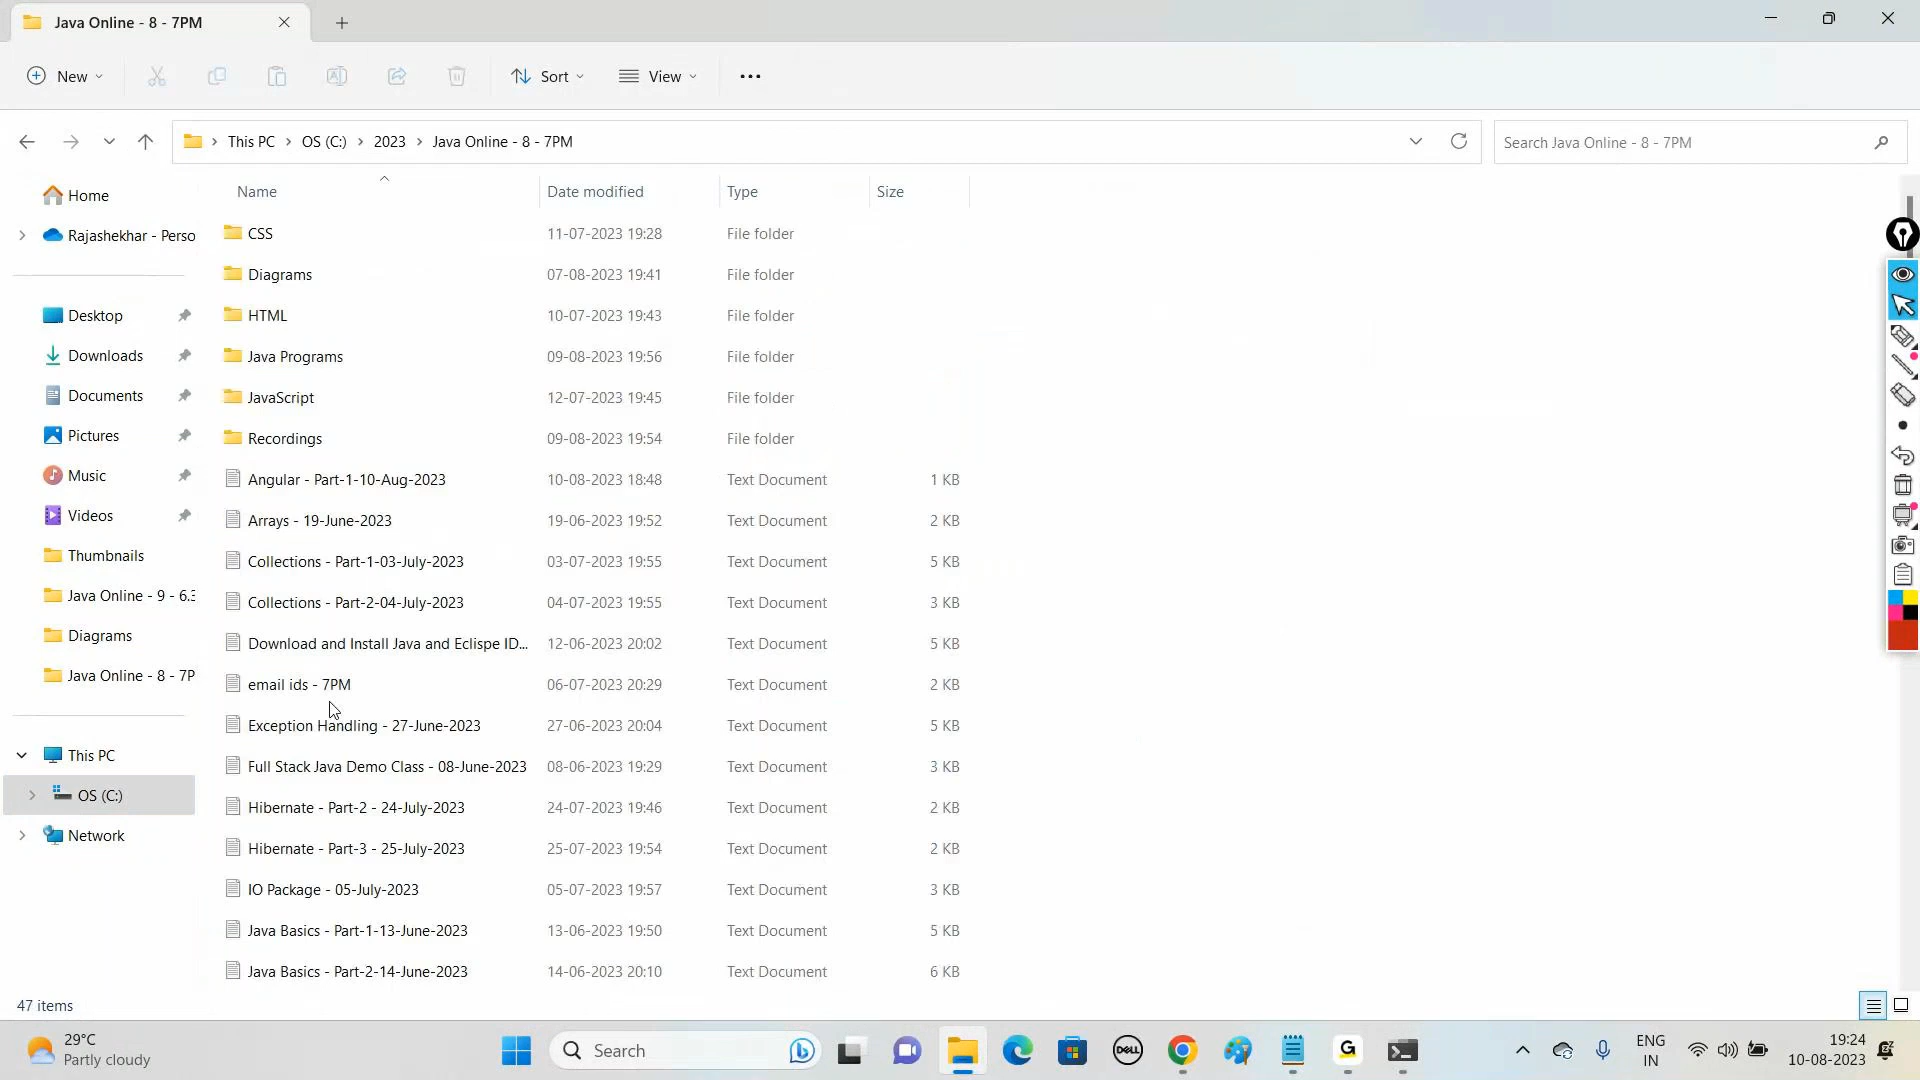 Java Online - 8 - 7PM
New
Sort
View
This PC
OS (C:)
2023
Java Online - 8 - 7PM
Search Java Online - 8 - 7PM
Home
Rajashekhar - Perso
Desktop
Downloads
Documents
Pictures
Music
Videos
Thumbnails
Java Online - 9 - 6.3
Diagrams
Java Online - 8 - 7P
This PC
OS (C:)
Network
Name Date modified Type Size
CSS 11-07-2023 19:28 File folder
Diagrams 07-08-2023 19:41 File folder
HTML 10-07-2023 19:43 File folder
Java Programs 09-08-2023 19:56 File folder
JavaScript 12-07-2023 19:45 File folder
Recordings 09-08-2023 19:54 File folder
Angular - Part-1-10-Aug-2023 10-08-2023 18:48 Text Document 1 KB
Arrays - 19-June-2023 19-06-2023 19:52 Text Document 2 KB
Collections - Part-1-03-July-2023 03-07-2023 19:55 Text Document 5 KB
Collections - Part-2-04-July-2023 04-07-2023 19:55 Text Document 3 KB
Download and Install Java and Eclispe ID... 12-06-2023 20:02 Text Document 5 KB
email ids - 7PM 06-07-2023 20:29 Text Document 2 KB
Exception Handling - 27-June-2023 27-06-2023 20:04 Text Document 5 KB
Full Stack Java Demo Class - 08-June-2023 08-06-2023 19:29 Text Document 3 KB
Hibernate - Part-2 - 24-July-2023 24-07-2023 19:46 Text Document 2 KB
Hibernate - Part-3 - 25-July-2023 25-07-2023 19:54 Text Document 2 KB
IO Package - 05-July-2023 05-07-2023 19:57 Text Document 3 KB
Java Basics - Part-1-13-June-2023 13-06-2023 19:50 Text Document 5 KB
Java Basics - Part-2-14-June-2023 14-06-2023 20:10 Text Document 6 KB
47 items
29°C
Partly cloudy
Search
DELL
G
ENG
IN
19:24
10-08-2023